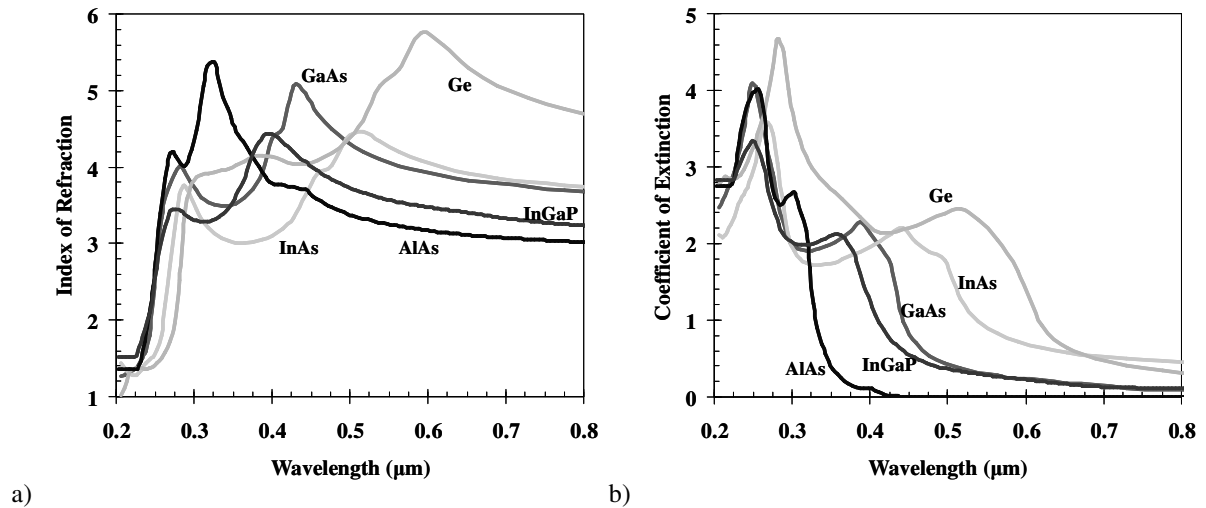 6
5
4
3
2
1
Index of Refraction
GaAs
Ge
InGaP
InAs
AlAs
0.2 0.3 0.4 0.5 0.6 0.7 0.8
Wavelength (μm)
a)
5
4
3
2
1
0
Coefficient of Extinction
Ge
InAs
GaAs
InGaP
AlAs
0.2 0.3 0.4 0.5 0.6 0.7 0.8
Wavelength (μm)
b)